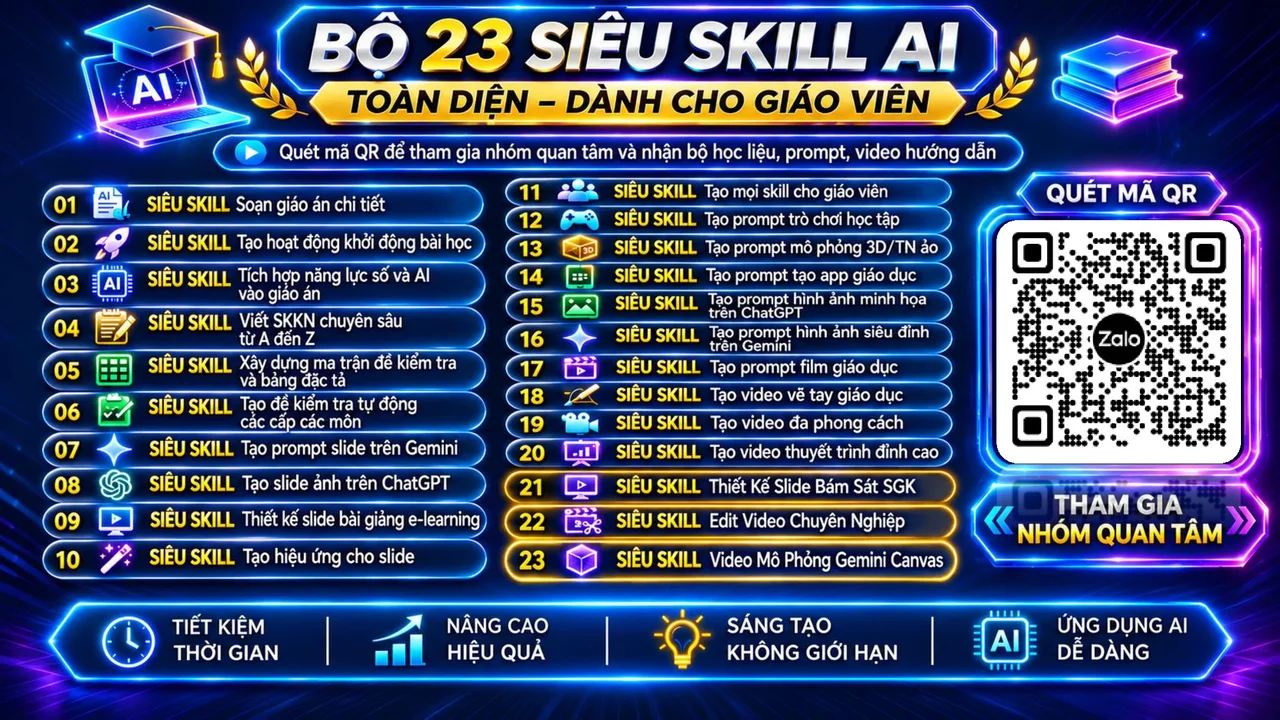 AI
BỘ 23 SIÊU SKILL AI
TOÀN DIỆN – DÀNH CHO GIÁO VIÊN
Quét mã QR để tham gia nhóm quan tâm và nhận bộ học liệu, prompt, video hướng dẫn
01 AI SIÊU SKILL Soạn giáo án chi tiết
02 SIÊU SKILL Tạo hoạt động khởi động bài học
03 AI SIÊU SKILL Tích hợp năng lực số và AI
vào giáo án
04 SIÊU SKILL Viết SKKN chuyên sâu
từ A đến Z
05 SIÊU SKILL Xây dựng ma trận đề kiểm tra
và bảng đặc tả
06 SIÊU SKILL Tạo đề kiểm tra tự động
các cấp các môn
07 SIÊU SKILL Tạo prompt slide trên Gemini
08 SIÊU SKILL Tạo slide ảnh trên ChatGPT
09 SIÊU SKILL Thiết kế slide bài giảng e-learning
10 SIÊU SKILL Tạo hiệu ứng cho slide
11 SIÊU SKILL Tạo mọi skill cho giáo viên
12 SIÊU SKILL Tạo prompt trò chơi học tập
13 3D SIÊU SKILL Tạo prompt mô phỏng 3D/TN ảo
14 SIÊU SKILL Tạo prompt tạo app giáo dục
15 SIÊU SKILL Tạo prompt hình ảnh minh họa
trên ChatGPT
16 SIÊU SKILL Tạo prompt hình ảnh siêu đỉnh
trên Gemini
17 SIÊU SKILL Tạo prompt film giáo dục
18 SIÊU SKILL Tạo video vẽ tay giáo dục
19 SIÊU SKILL Tạo video đa phong cách
20 SIÊU SKILL Tạo video thuyết trình đỉnh cao
21 SIÊU SKILL Thiết Kế Slide Bám Sát SGK
22 SIÊU SKILL Edit Video Chuyên Nghiệp
23 SIÊU SKILL Video Mô Phỏng Gemini Canvas
QUÉT MÃ QR
Zalo
THAM GIA
NHÓM QUAN TÂM
TIẾT KIỆM
THỜI GIAN
NÂNG CAO
HIỆU QUẢ
SÁNG TẠO
KHÔNG GIỚI HẠN
AI
ỨNG DỤNG AI
DỄ DÀNG